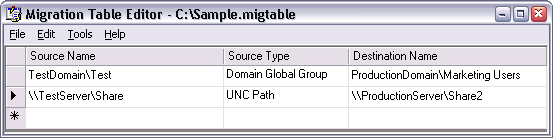 Migration Table Editor - C:\Sample.migtable
File Edit Tools Help
Source Name Source Type Destination Name
TestDomain\Test Domain Global Group ProductionDomain\Marketing Users
\\TestServer\Share UNC Path \\ProductionServer\Share2